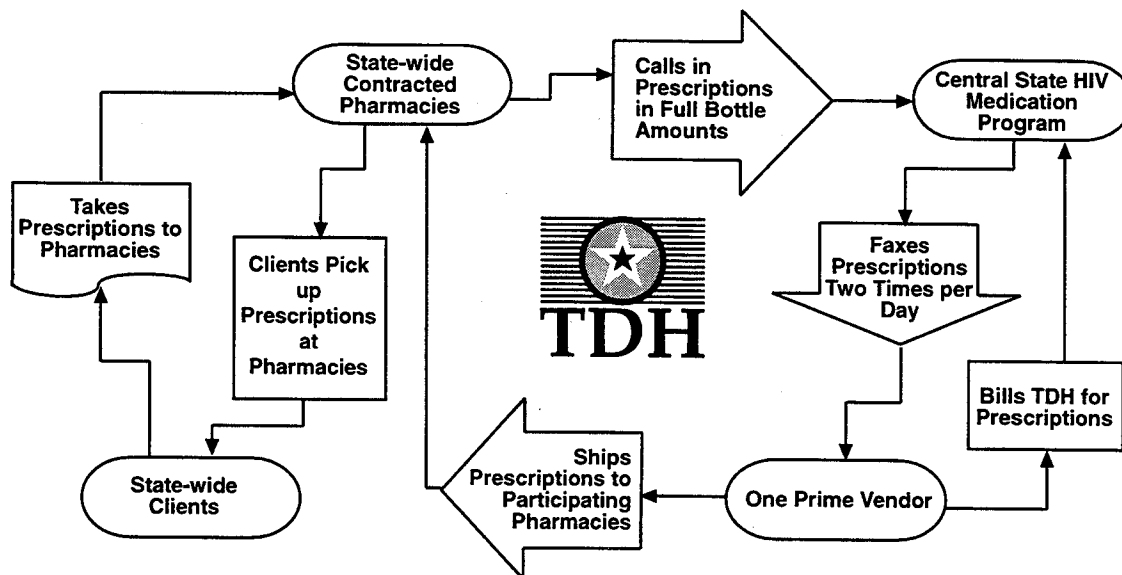 State-wide
Contracted
Pharmacies
Calls in
Prescriptions
in Full Bottle
Amounts
Central State HIV
Medication
Program
Takes
Prescriptions to
Pharmacies
Clients Pick
up
Prescriptions
at
Pharmacies
TDH
Faxes
Prescriptions
Two Times per
Day
Bills TDH for
Prescriptions
Ships
Prescriptions to
Participating
Pharmacies
One Prime Vendor
State-wide
Clients